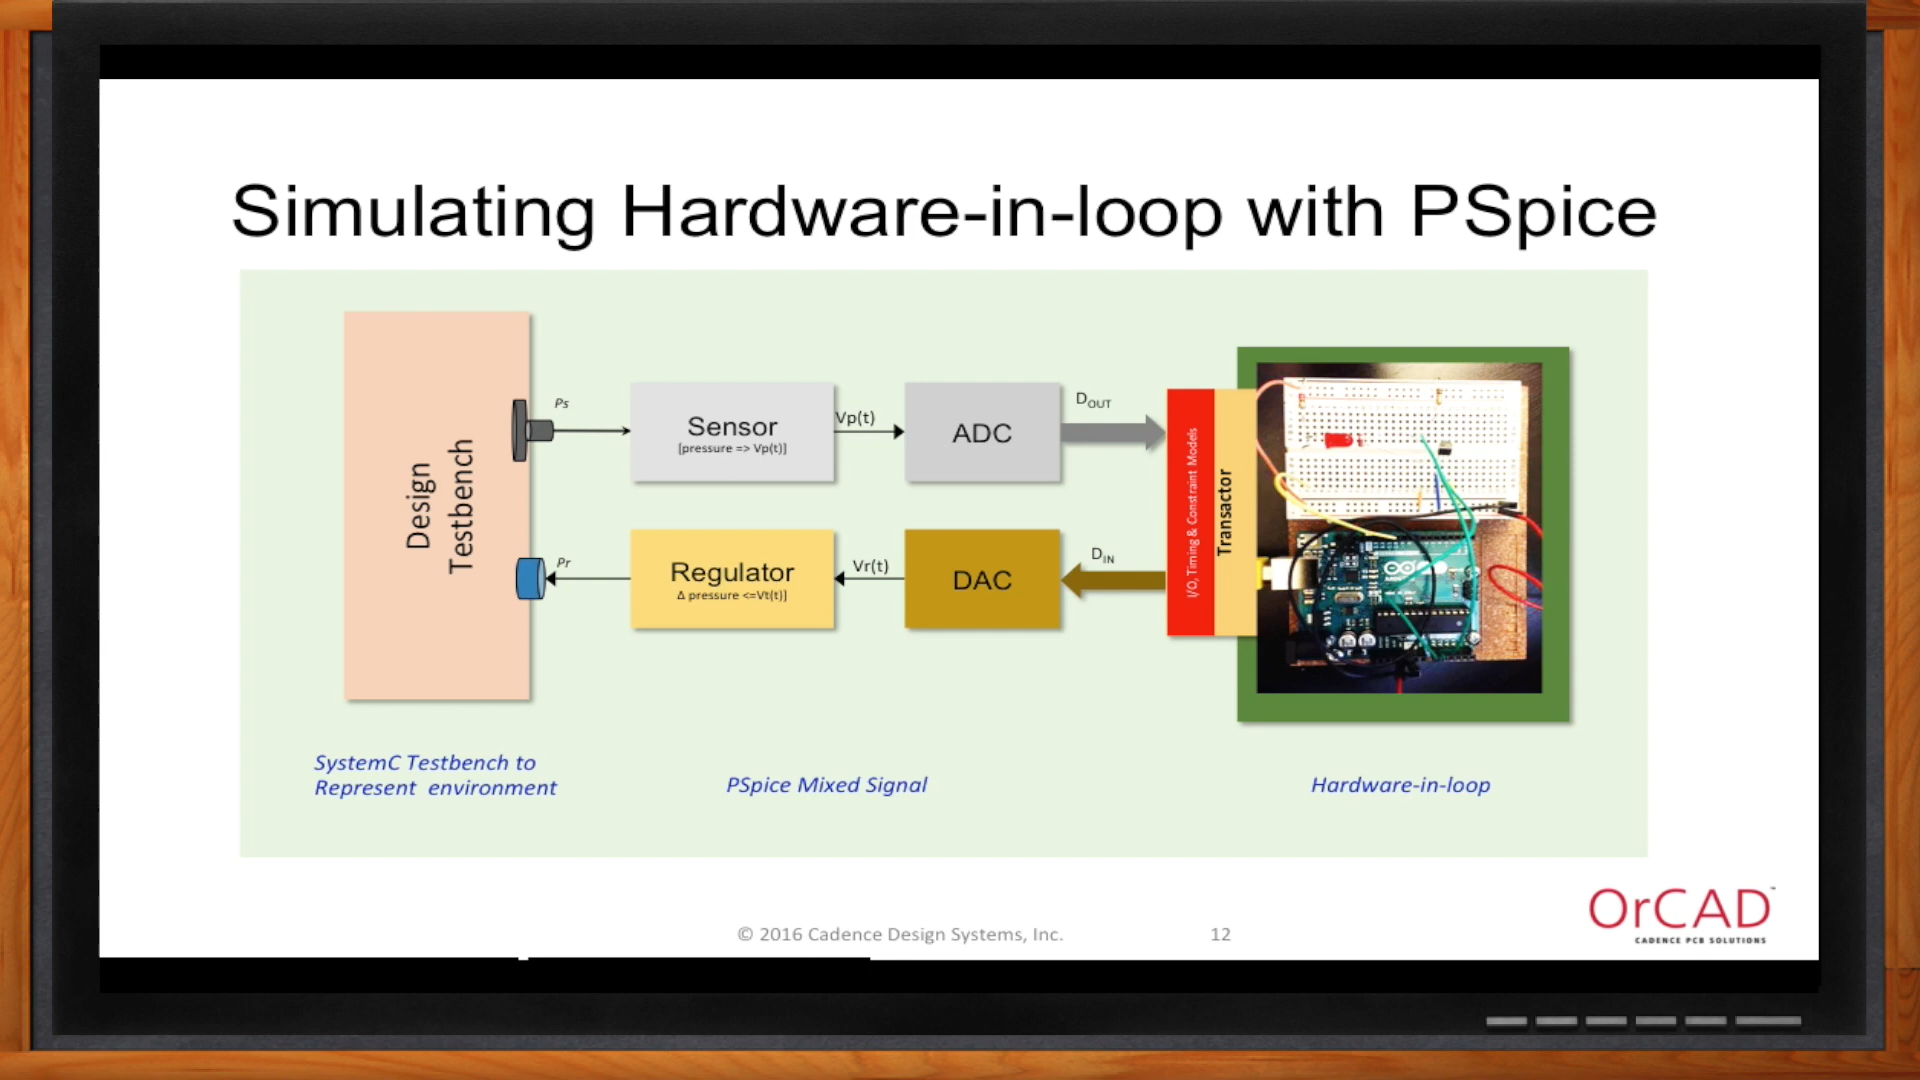 Simulating Hardware-in-loop with PSpice
Design
Testbench
Ps
Sensor
[pressure => Vp(t)]
Vp(t)
ADC
DOUT
I/O, Timing & Constraint Models
Transactor
Pr
Regulator
Δ pressure <=Vt(t)]
Vr(t)
DAC
DIN
SystemC Testbench to
Represent environment
PSpice Mixed Signal
Hardware-in-loop
© 2016 Cadence Design Systems, Inc.
12
OrCAD
CADENCE PCB SOLUTIONS